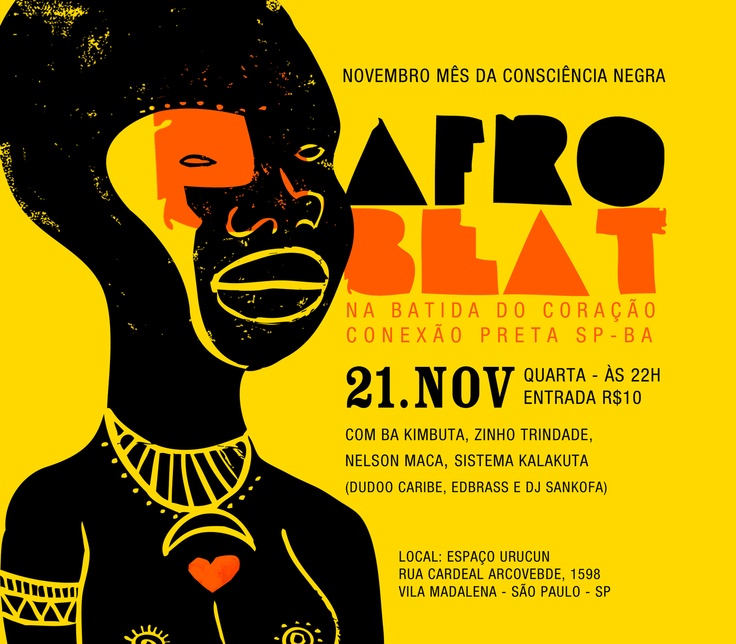 NOVEMBRO MÊS DA CONSCIÊNCIA NEGRA
AFRO
BEAT
NA BATIDA DO CORAÇÃO
CONEXÃO PRETA SP-BA
21.NOV
QUARTA - ÀS 22H
ENTRADA R$10
COM BA KIMBUTA, ZINHO TRINDADE,
NELSON MACA, SISTEMA KALAKUTA
(DUDOO CARIBE, EDBRASS E DJ SANKOFA)
LOCAL: ESPAÇO URUCUN
RUA CARDEAL ARCOVEBDE, 1598
VILA MADALENA - SÃO PAULO - SP